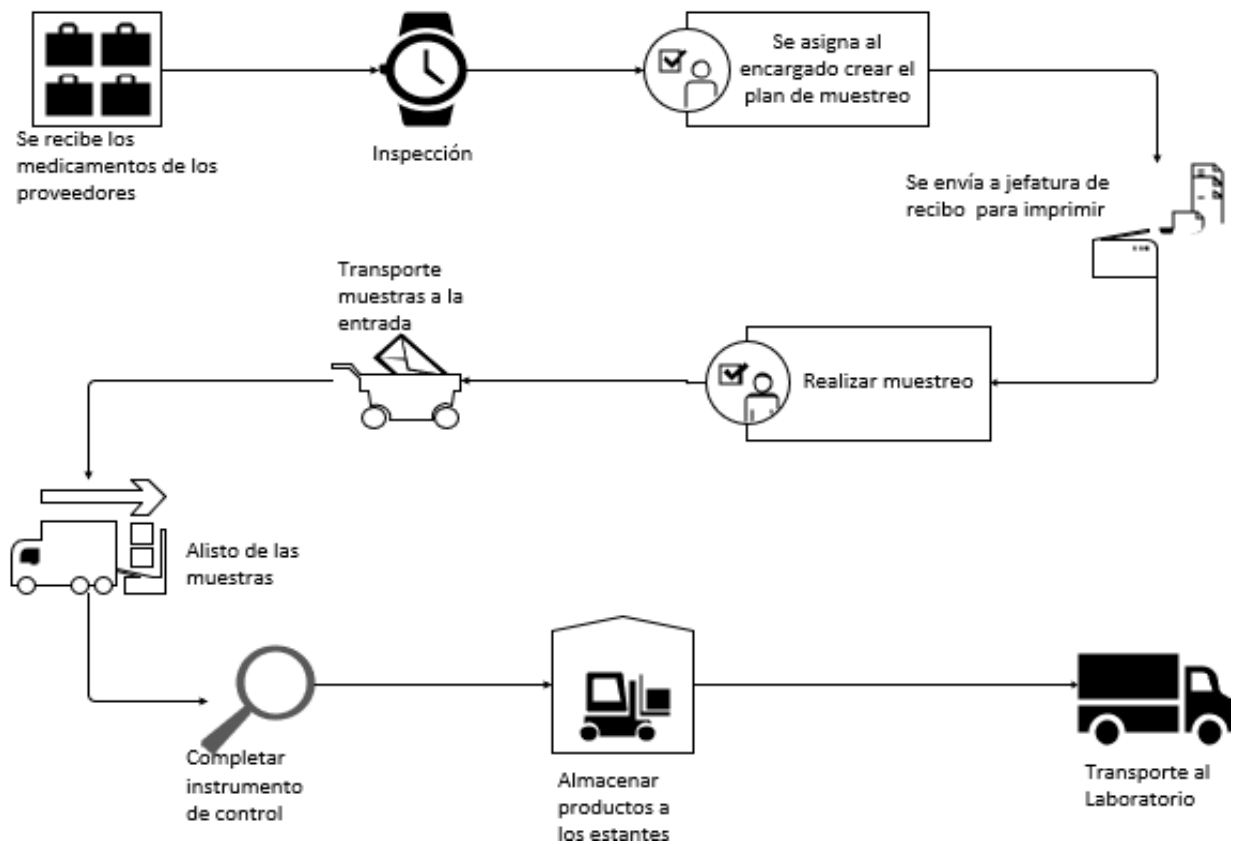 Se recibe los
medicamentos de los
proveedores
Inspección
Se asigna al
encargado crear el
plan de muestreo
Se envía a jefatura de
recibo para imprimir
Realizar muestreo
Transporte
muestras a la
entrada
Alisto de las
muestras
Completar
instrumento
de control
Almacenar
productos a
los estantes
Transporte al
Laboratorio